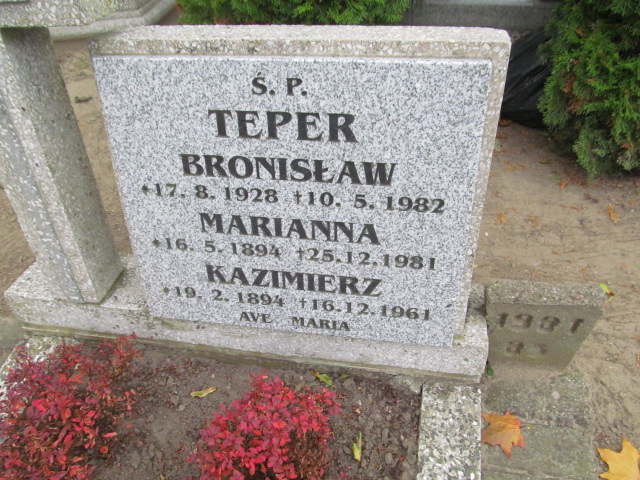 Ś. P.
TEPER
BRONISŁAW
*17. 8. 1928 †10. 5. 1982
MARIANNA
*16. 5. 1894 †25.12.1981
KAZIMIERZ
*19. 2. 1894 †16.12.1961
AVE MARIA